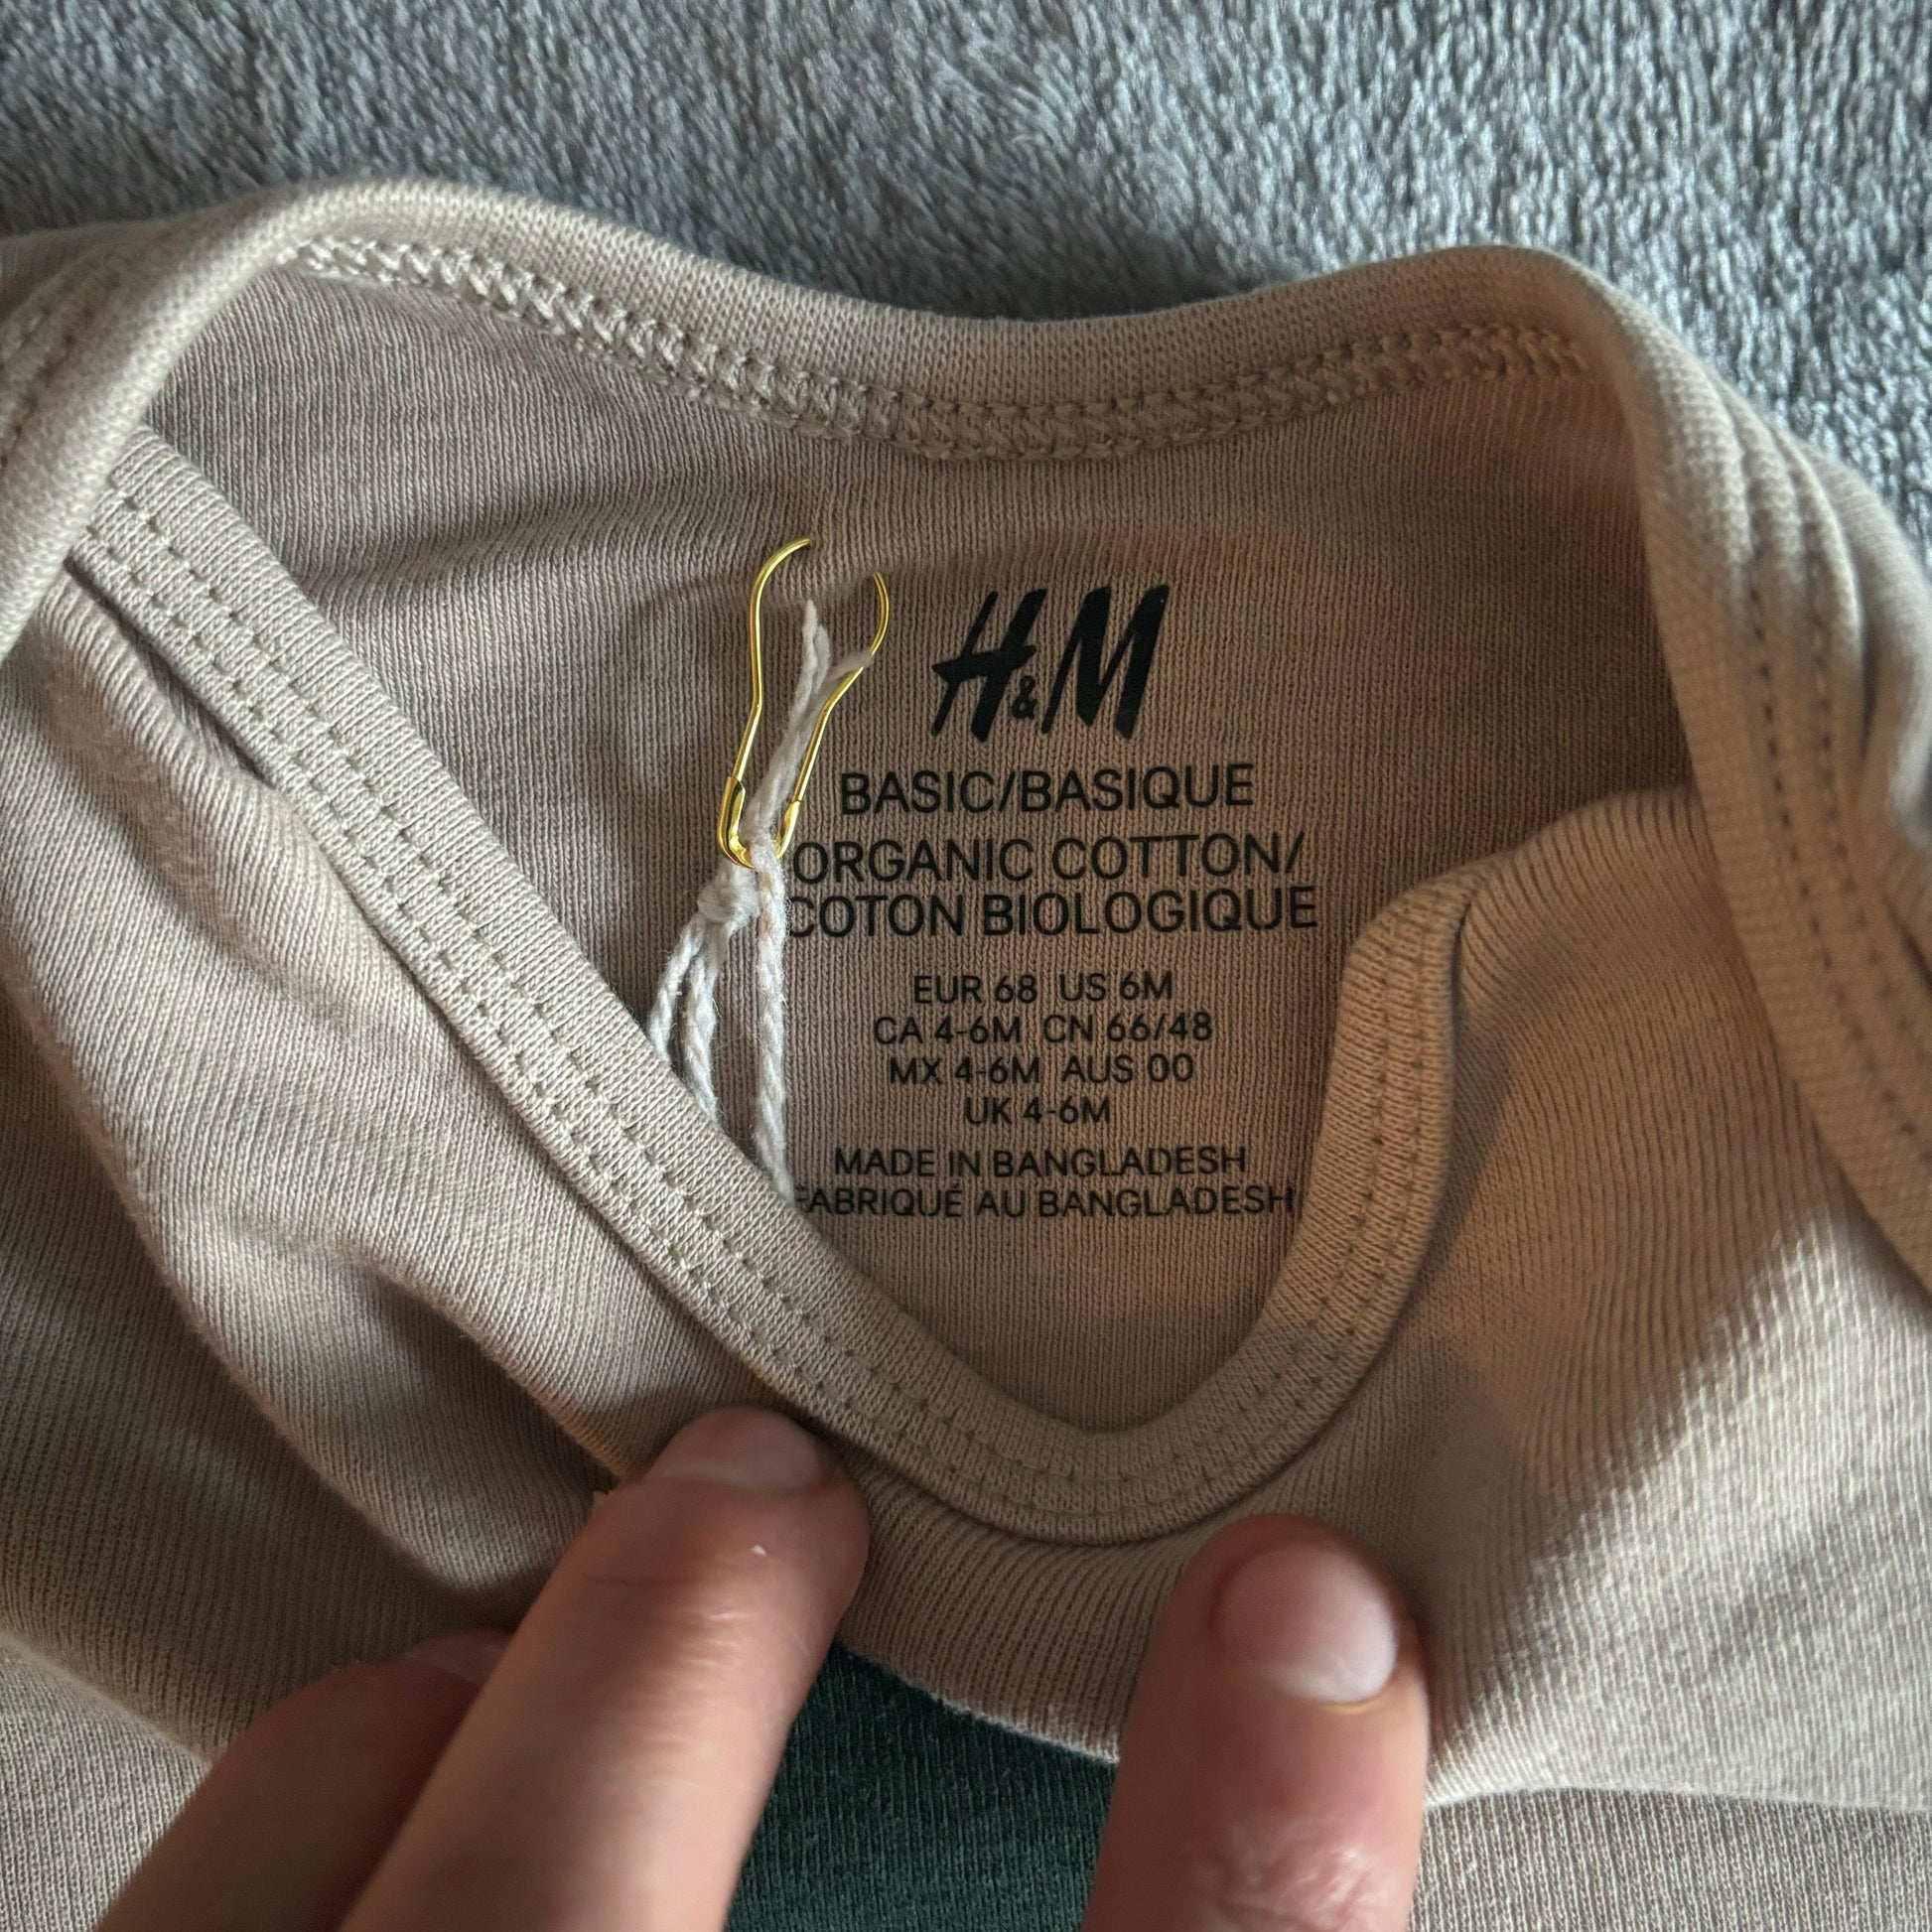 H&M
BASIC/BASIQUE
ORGANIC COTTON/
COTON BIOLOGIQUE
EUR 68 US 6M
CA 4-6M CN 66/48
MX 4-6M AUS 00
UK 4-6M
MADE IN BANGLADESH
FABRIQUÉ AU BANGLADESH